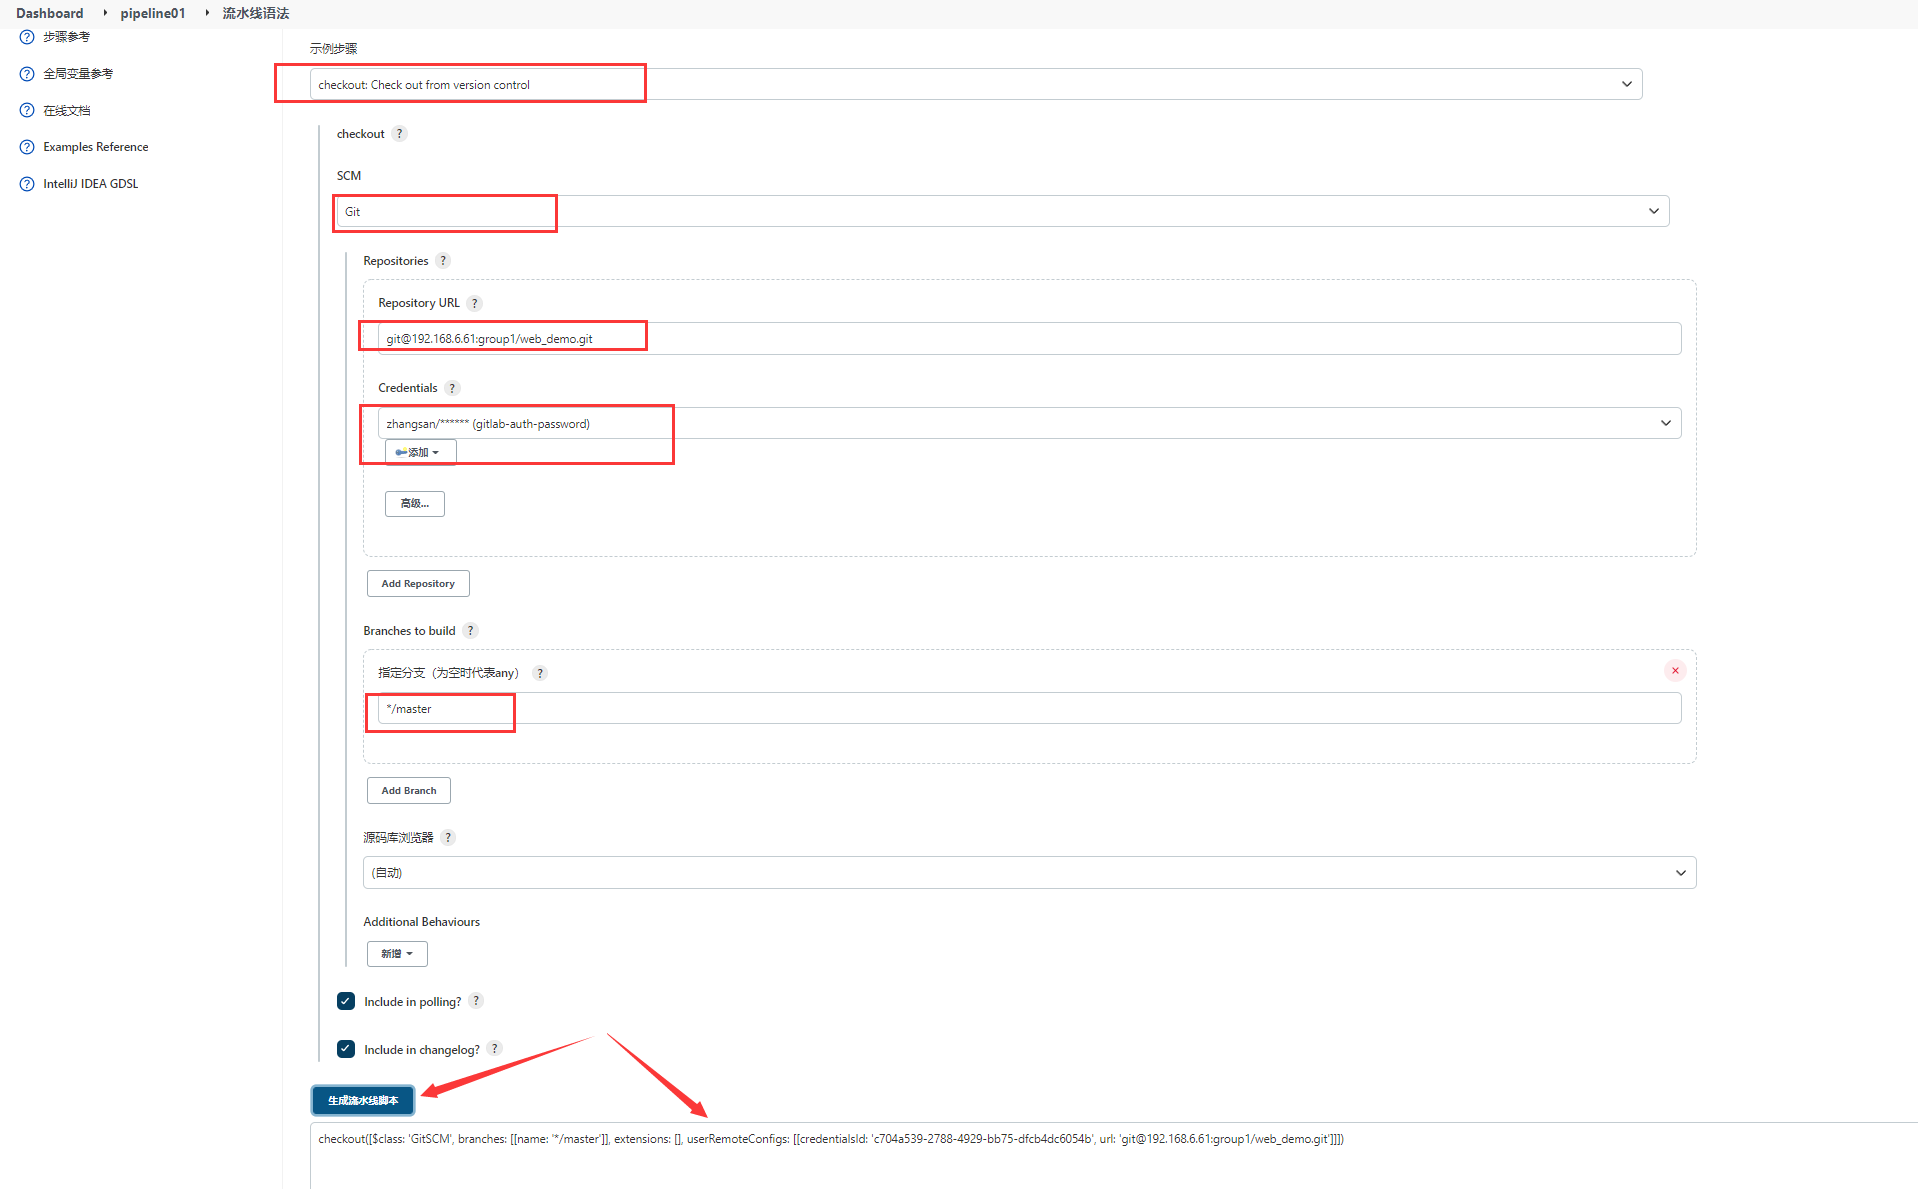 Dashboard ▸ pipeline01 ▸ 流水线语法
步骤参考
全局变量参考
在线文档
Examples Reference
IntelliJ IDEA GDSL
示例步骤
checkout: Check out from version control
checkout ?
SCM
Git
Repositories ?
Repository URL ?
git@192.168.6.61:group1/web_demo.git
Credentials ?
zhangsan/****** (gitlab-auth-password)
添加
高级...
Add Repository
Branches to build ?
指定分支（为空时代表any） ?
*/master
Add Branch
源码库浏览器 ?
(自动)
Additional Behaviours
新增
Include in polling? ?
Include in changelog? ?
生成流水线脚本
checkout([$class: 'GitSCM', branches: [[name: '*/master']], extensions: [], userRemoteConfigs: [[credentialsId: 'c704a539-2788-4929-bb75-dfcb4dc6054b', url: 'git@192.168.6.61:group1/web_demo.git']]])